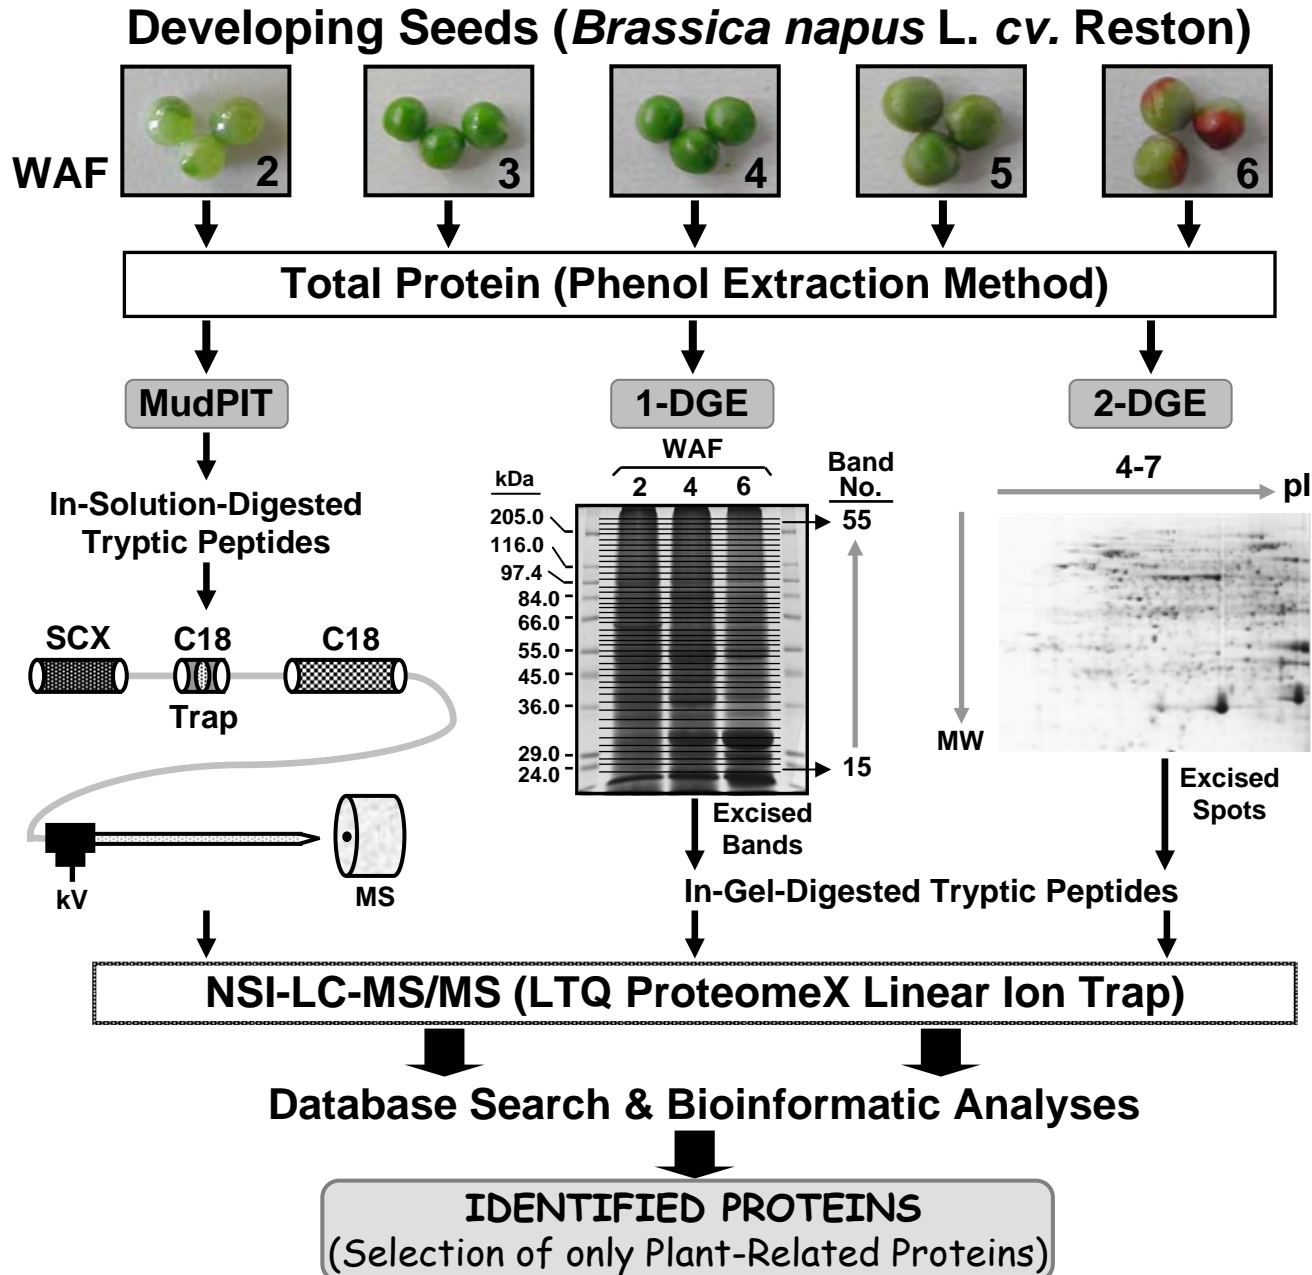 Developing Seeds (Brassica napus L. cv. Reston)
WAF
2
3
4
5
6
Total Protein (Phenol Extraction Method)
MudPIT
1-DGE
2-DGE
In-Solution-Digested
Tryptic Peptides
SCX
C18
C18
Trap
kV
MS
WAF
kDa
2 4 6
Band
No.
205.0
116.0
97.4
84.0
66.0
55.0
45.0
36.0
29.0
24.0
55
15
4-7
pI
MW
Excised
Bands
Excised
Spots
In-Gel-Digested Tryptic Peptides
NSI-LC-MS/MS (LTQ ProteomeX Linear Ion Trap)
Database Search & Bioinformatic Analyses
IDENTIFIED PROTEINS
(Selection of only Plant-Related Proteins)